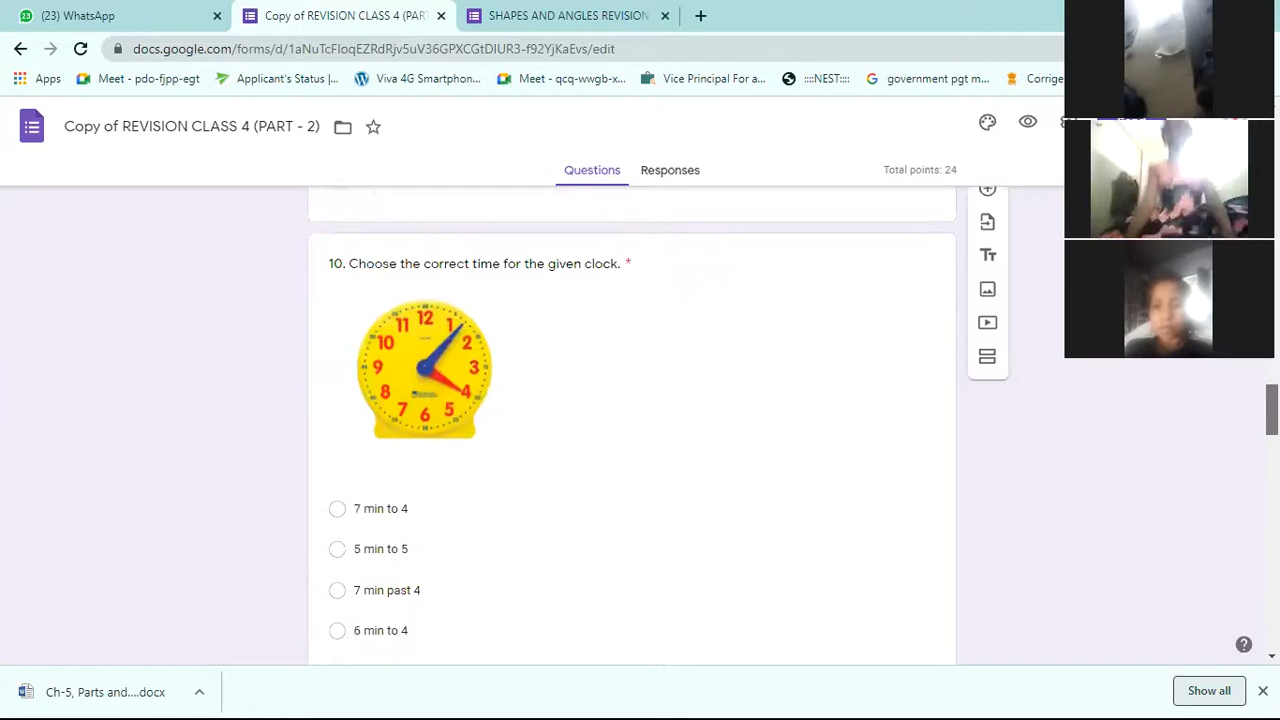 (23) WhatsApp
Copy of REVISION CLASS 4 (PART
SHAPES AND ANGLES REVISION
docs.google.com/forms/d/1aNuTcFIoqEZRdRjv5uV36GPXCGtDIUR3-f92YjKaEvs/edit
Apps Meet - pdo-fjpp-egt Applicant's Status |... Viva 4G Smartphon... Meet - qcq-wwgb-x... Vice Principal For a... ::::NEST:::: government pgt m... Corrige
Copy of REVISION CLASS 4 (PART - 2)
Questions Responses Total points: 24
10. Choose the correct time for the given clock. *
12
11 1
10 2
9 3
8 4
7 5
6
7 min to 4
5 min to 5
7 min past 4
6 min to 4
Ch-5, Parts and....docx
Show all